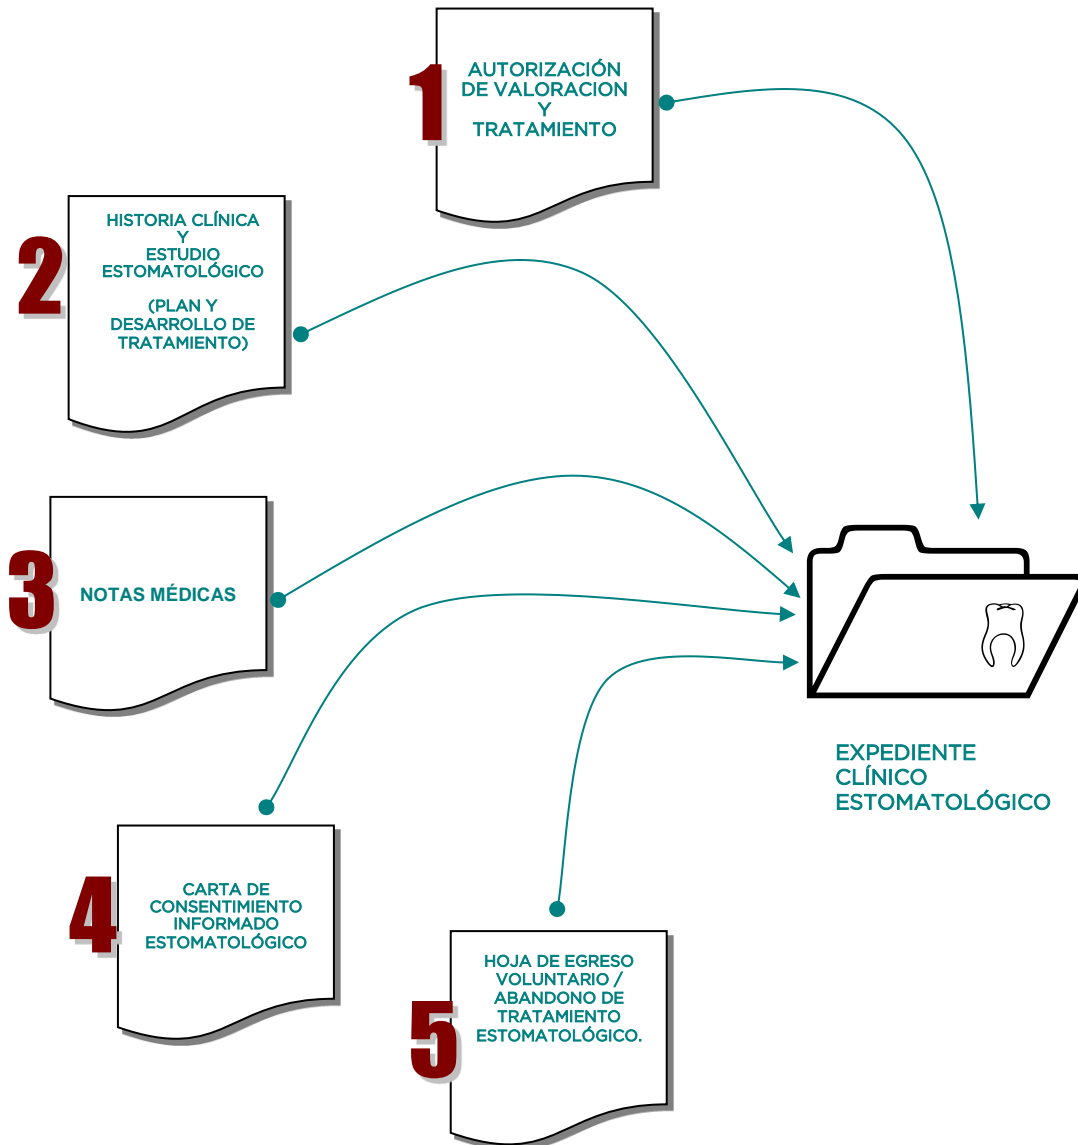 1
AUTORIZACIÓN
DE VALORACION
Y
TRATAMIENTO
2
HISTORIA CLÍNICA
Y
ESTUDIO
ESTOMATOLÓGICO
(PLAN Y
DESARROLLO DE
TRATAMIENTO)
3
NOTAS MÉDICAS
4
CARTA DE
CONSENTIMIENTO
INFORMADO
ESTOMATOLÓGICO
5
HOJA DE EGRESO
VOLUNTARIO /
ABANDONO DE
TRATAMIENTO
ESTOMATOLÓGICO.
EXPEDIENTE
CLÍNICO
ESTOMATOLÓGICO